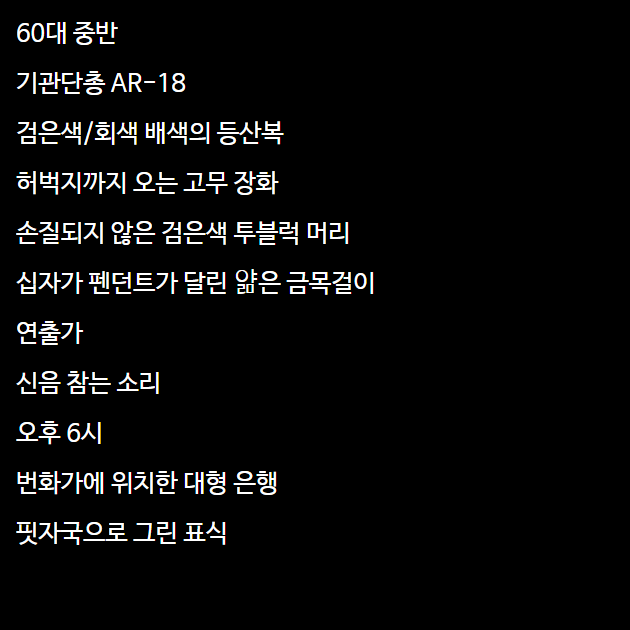 60대 중반
기관단총 AR-18
검은색/회색 배색의 등산복
허벅지까지 오는 고무 장화
손질되지 않은 검은색 투블럭 머리
십자가 펜던트가 달린 얇은 금목걸이
연출가
신음 참는 소리
오후 6시
번화가에 위치한 대형 은행
핏자국으로 그린 표식